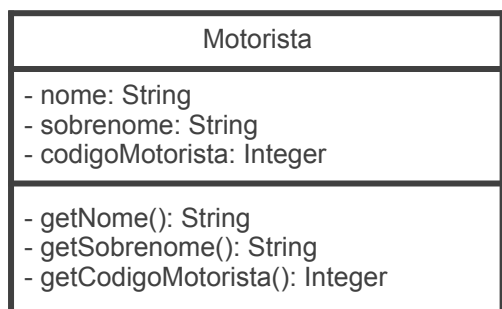 Motorista
- nome: String
- sobrenome: String
- codigoMotorista: Integer
- getNome(): String
- getSobrenome(): String
- getCodigoMotorista(): Integer